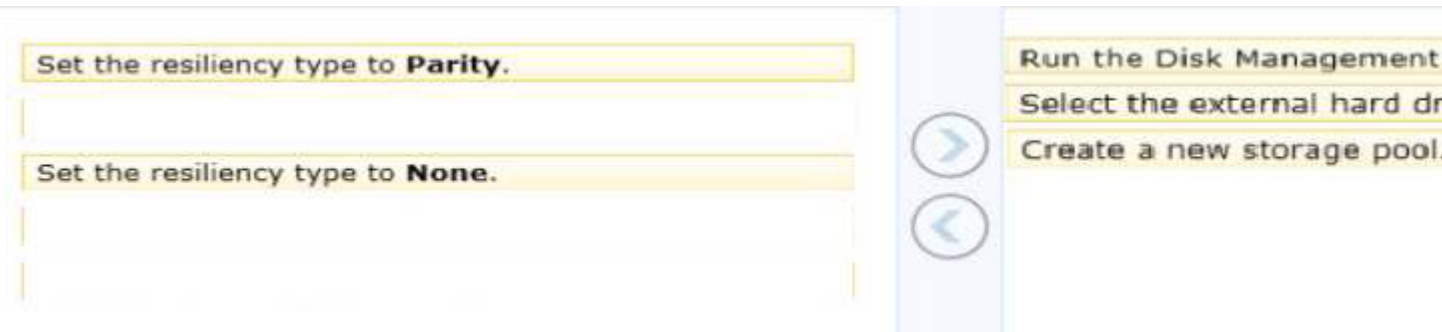 Set the resiliency type to Parity.
Set the resiliency type to None.
Run the Disk Management
Select the external hard
Create a new storage pool.